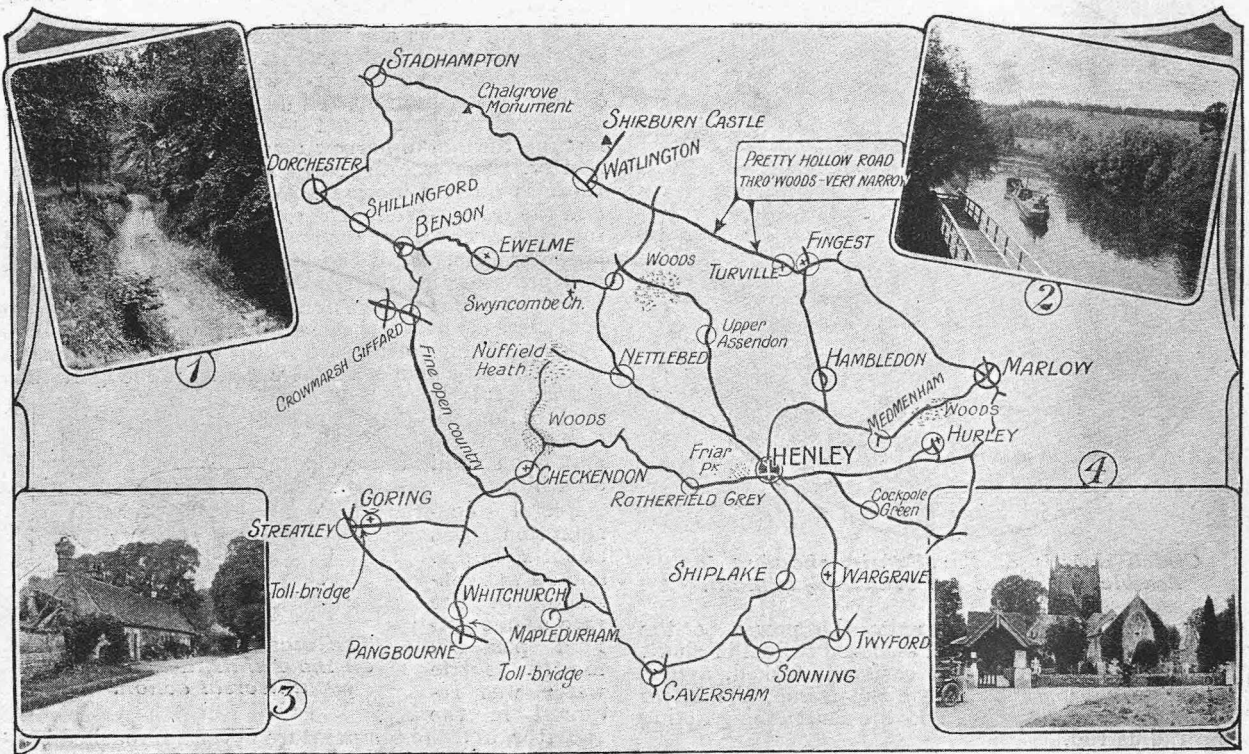 STADHAMPTON
Chalgrove
Monument
SHIRBURN CASTLE
WATLINGTON
PRETTY HOLLOW ROAD
THRO' WOODS - VERY NARROW
DORCHESTER
SHILLINGFORD
BENSON
EWELME
Swyncombe Ch.
WOODS
TURVILLE
FINGEST
1
2
CROWMARSH GIFFARD
Fine open country
Nuffield
Heath
NETTLEBED
Upper
Assendon
HAMBLEDON
MARLOW
MEDMENHAM
WOODS
HURLEY
WOODS
CHECKENDON
Friar
PK
HENLEY
ROTHERFIELD GREY
Cockpole
Green
4
GORING
STREATLEY
Toll-bridge
WHITCHURCH
MAPLEDURHAM
PANGBOURNE
Toll-bridge
SHIPLAKE
WARGRAVE
TWYFORD
SONNING
CAVERSHAM
3